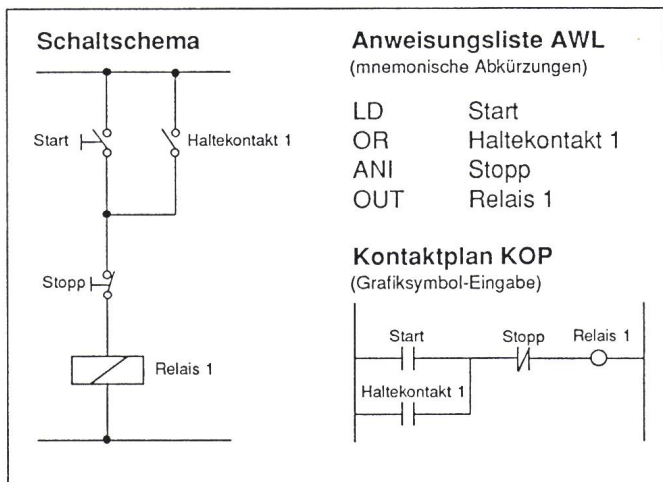 Schaltschema
Start
Haltekontakt 1
Stopp
Relais 1
Anweisungsliste AWL
(mnemonische Abkürzungen)
LD Start
OR Haltekontakt 1
ANI Stopp
OUT Relais 1
Kontaktplan KOP
(Grafiksymbol-Eingabe)
Start Stopp Relais 1
Haltekontakt 1